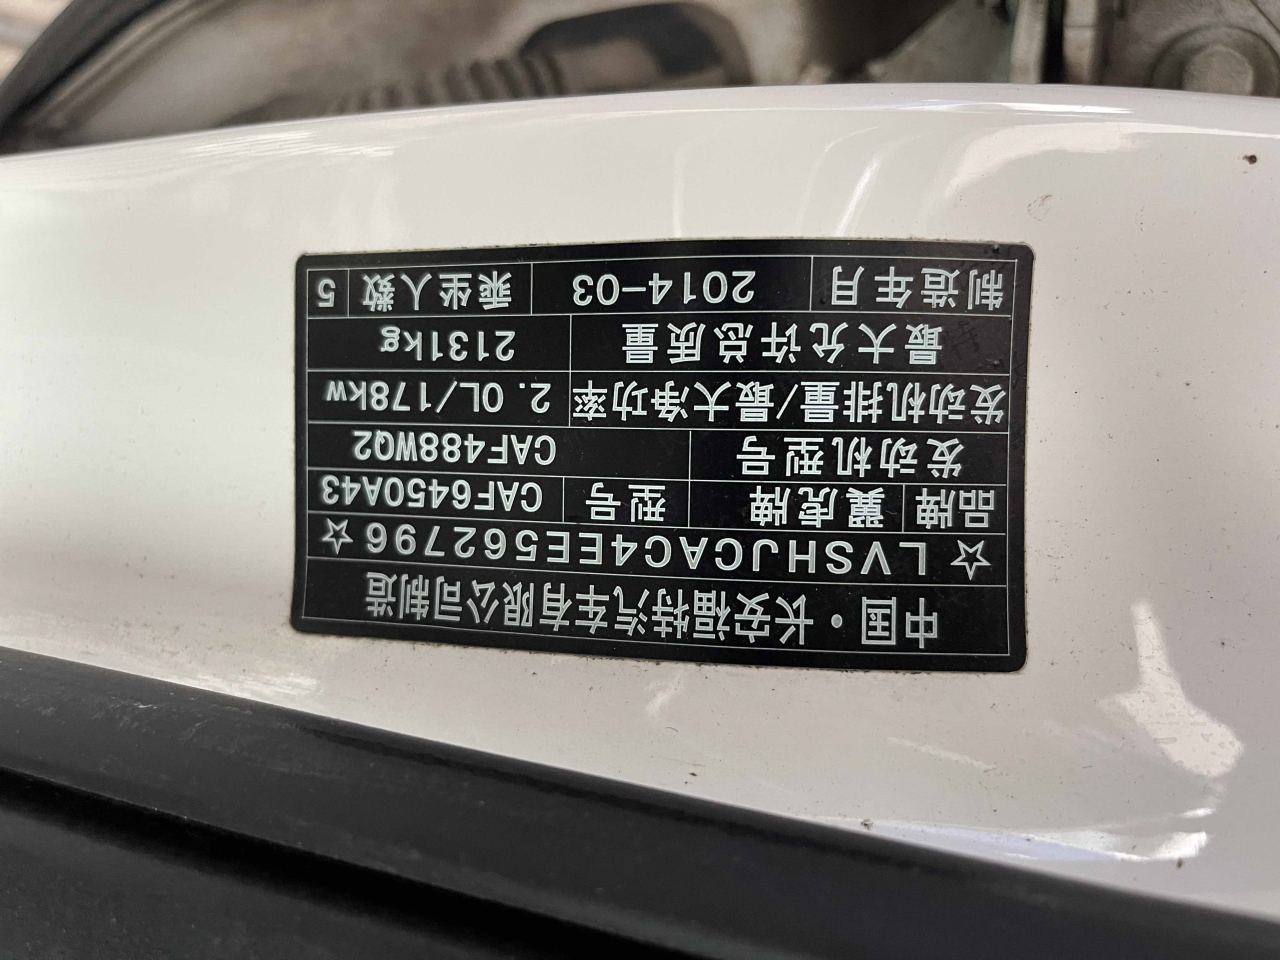 中国·长安福特汽车有限公司制造
☆LVSHJCAC4EE562796☆
品牌 翼虎牌 型号 CAF6450A43
发动机型号 CAF488WQ2
发动机排量/最大净功率 2.0L/178kw
最大允许总质量 2131kg
制造年月 2014-03 乘坐人数 5